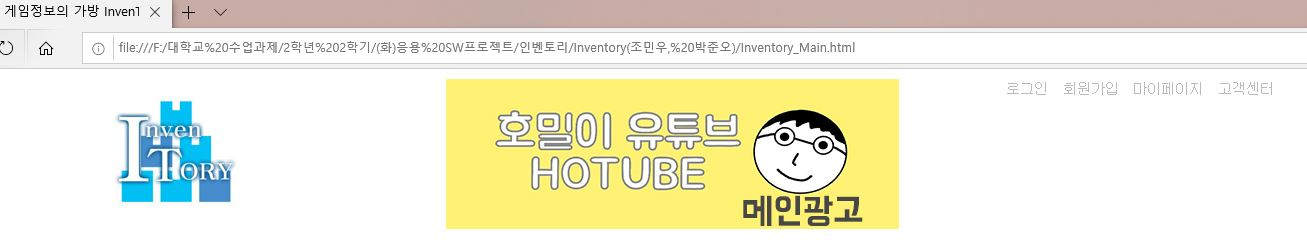 게임정보의 가방 InvenT
file:///F:/대학교%20수업과제/2학년%202학기/(화)응용%20SW프로젝트/인벤토리/Inventory(조민우,%20박준오)/Inventory_Main.html
로그인 회원가입 마이페이지 고객센터
INVEN
TORY
호밀이 유튜브
HOTUBE
메인광고